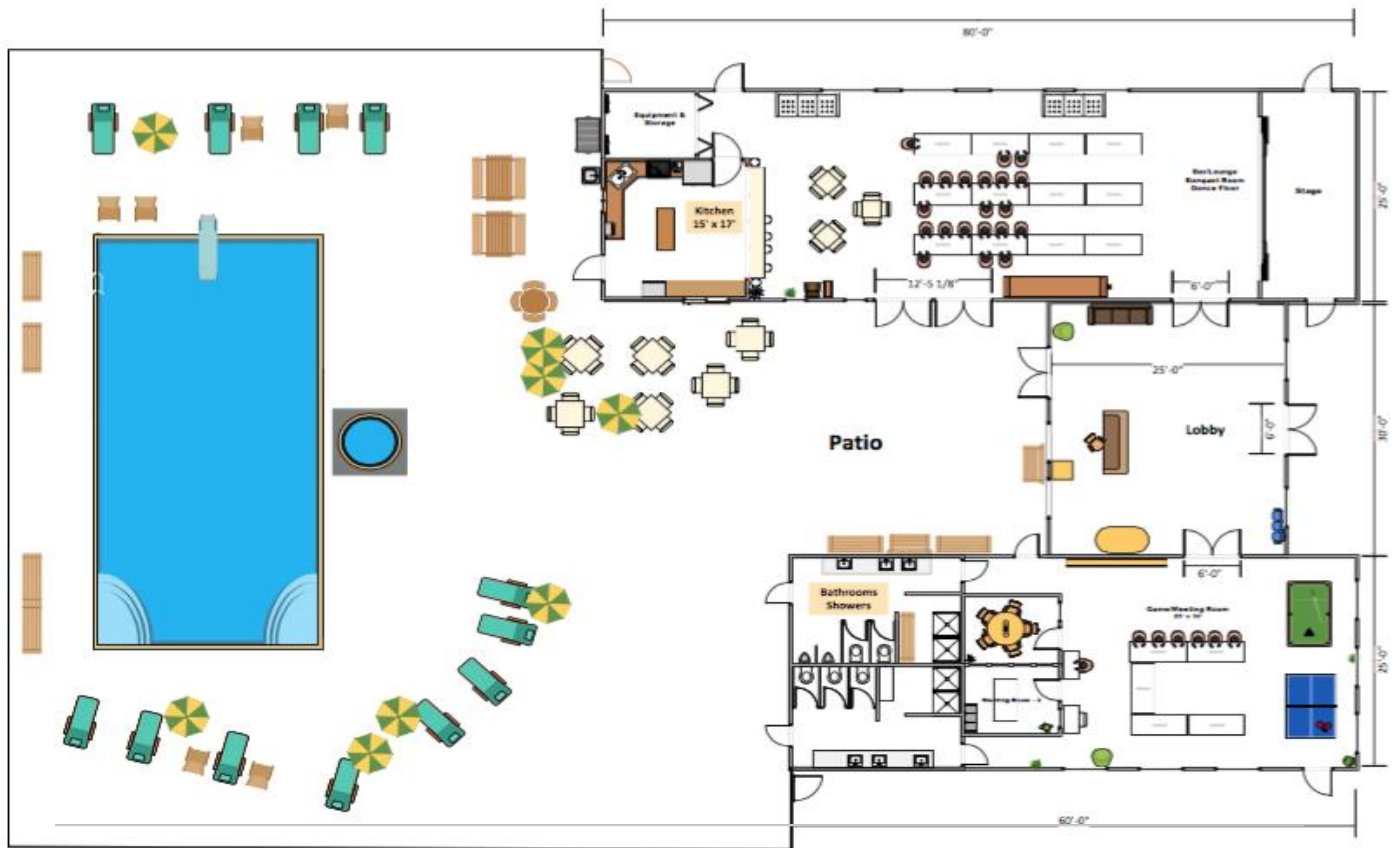 80'-0"
Equipment &
Storage
Kitchen
15' x 17'
Bar/Lounge
Banquet Room
Dance Floor
Stage
25'-0"
12'-5 1/8"
6'-0"
25'-0"
Lobby
6'-0"
30'-0"
Patio
6'-0"
Bathrooms
Showers
Game/Meeting Room
25'-0"
60'-0"